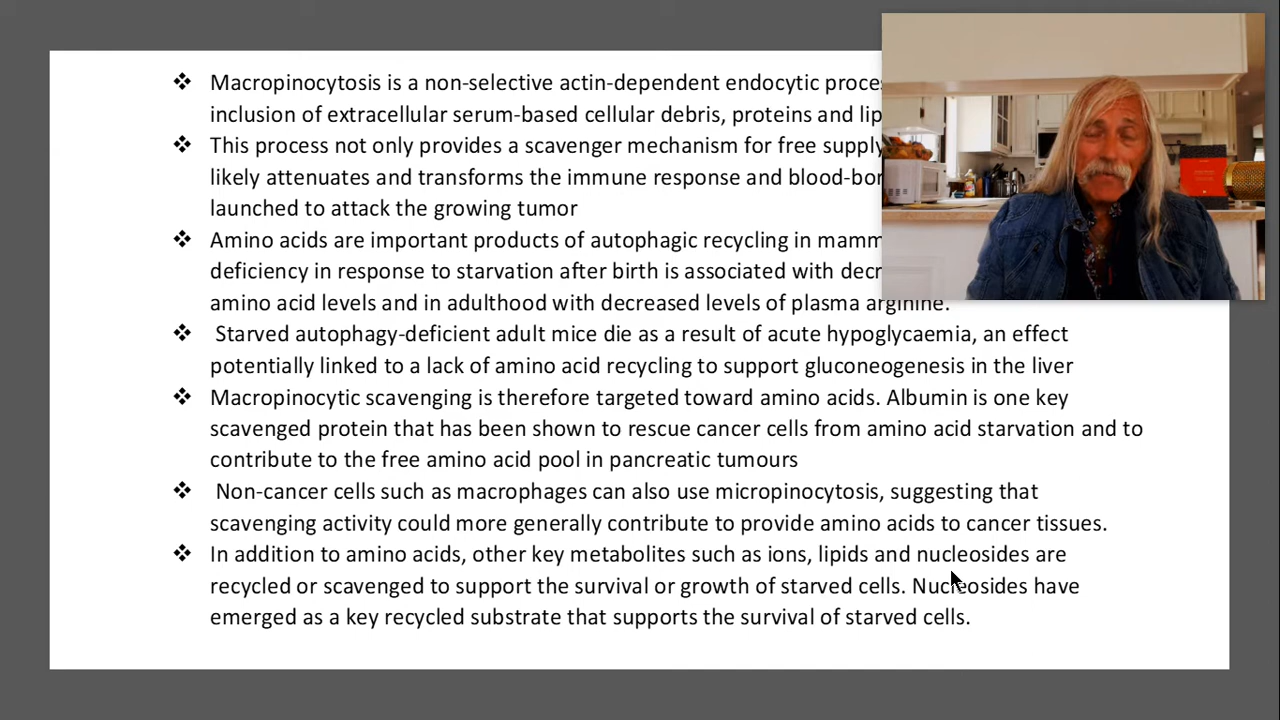 ❖ Macropinocytosis is a non-selective actin-dependent endocytic
inclusion of extracellular serum-based cellular debris, proteins and
❖ This process not only provides a scavenger mechanism for free supply
likely attenuates and transforms the immune response and
launched to attack the growing tumor
❖ Amino acids are important products of autophagic recycling in
deficiency in response to starvation after birth is associated with
amino acid levels and in adulthood with decreased levels of plasma arginine.
❖ Starved autophagy-deficient adult mice die as a result of acute hypoglycaemia, an effect
potentially linked to a lack of amino acid recycling to support gluconeogenesis in the liver
❖ Macropinocytic scavenging is therefore targeted toward amino acids. Albumin is one key
scavenged protein that has been shown to rescue cancer cells from amino acid starvation and to
contribute to the free amino acid pool in pancreatic tumours
❖ Non-cancer cells such as macrophages can also use micropinocytosis, suggesting that
scavenging activity could more generally contribute to provide amino acids to cancer tissues.
❖ In addition to amino acids, other key metabolites such as ions, lipids and nucleosides are
recycled or scavenged to support the survival or growth of starved cells. Nucleosides have
emerged as a key recycled substrate that supports the survival of starved cells.